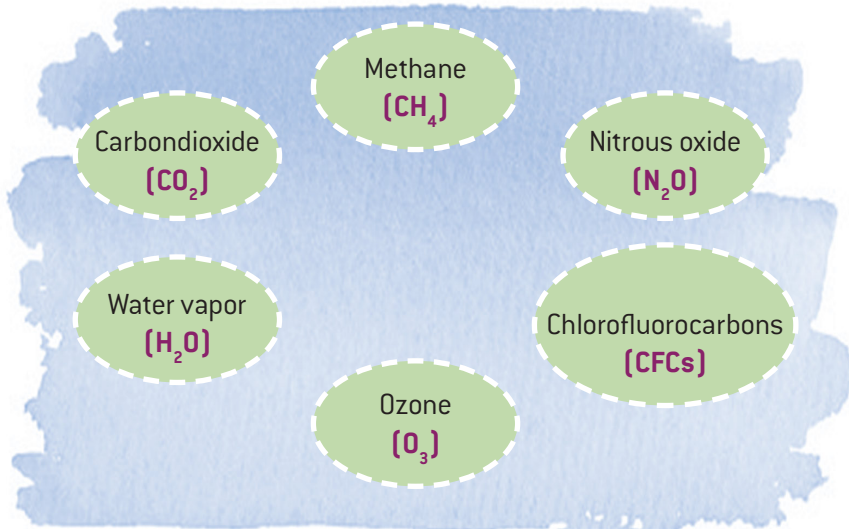 Methane
(CH₄)
Carbondioxide
(CO₂)
Nitrous oxide
(N₂O)
Water vapor
(H₂O)
Chlorofluorocarbons
(CFCs)
Ozone
(O₃)